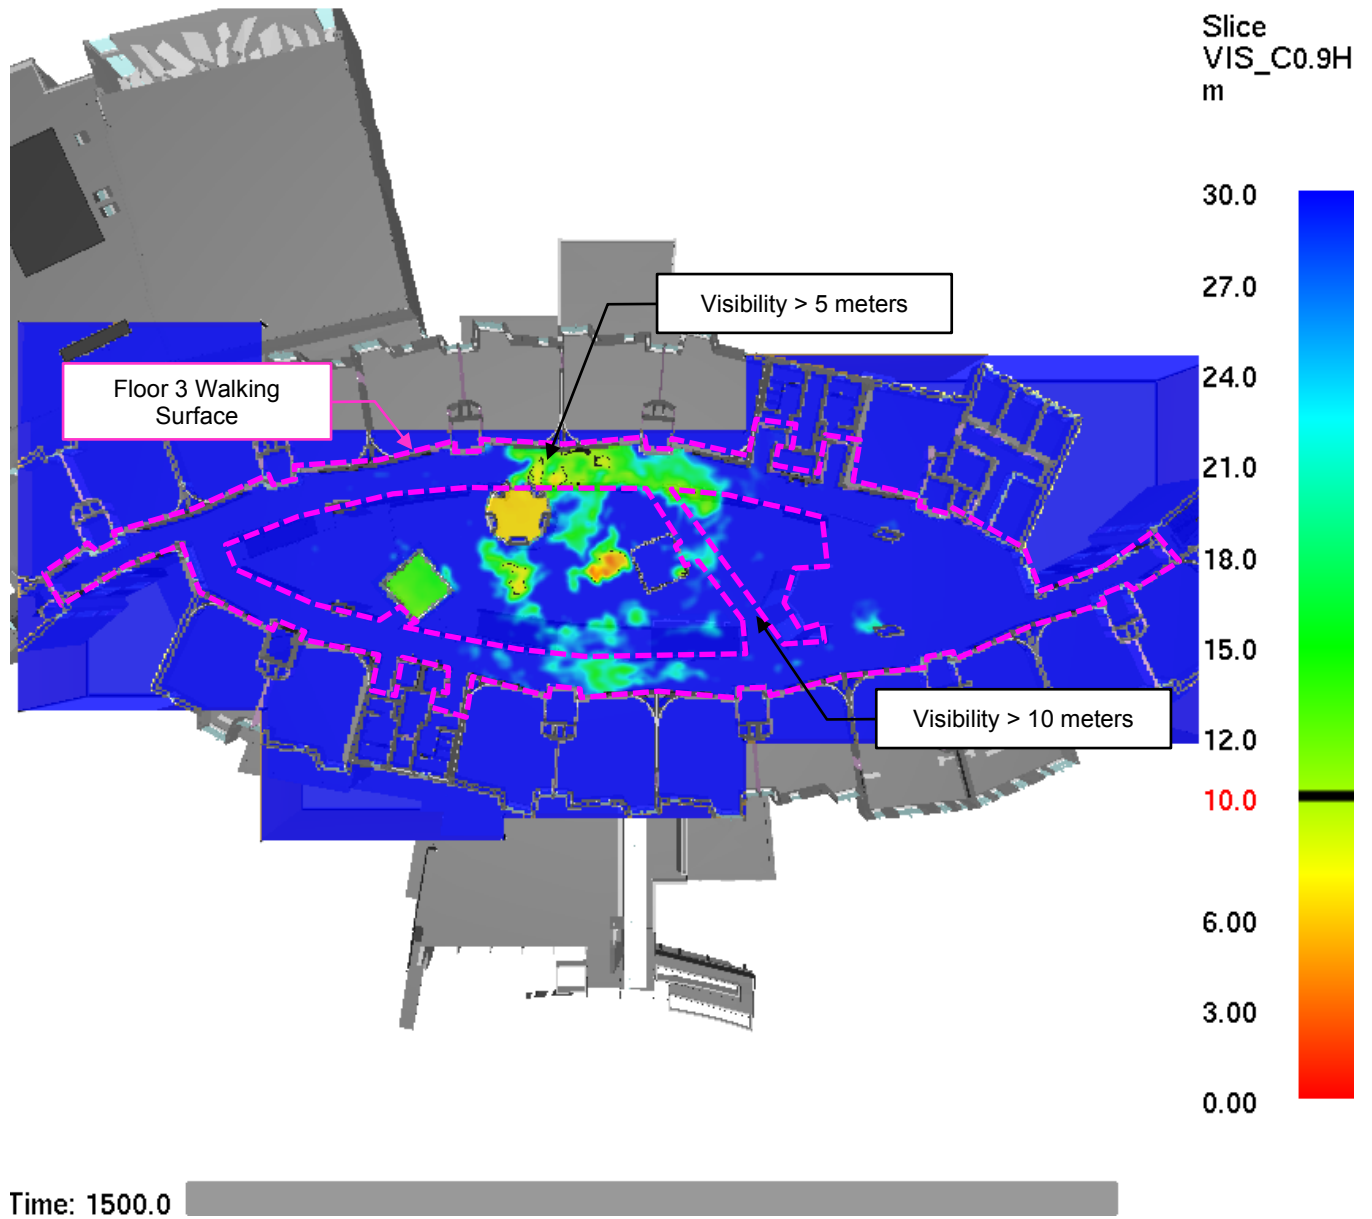 Slice
VIS_C0.9H
m
30.0
27.0
24.0
21.0
18.0
15.0
12.0
10.0
6.00
3.00
0.00
Visibility > 5 meters
Floor 3 Walking
Surface
Visibility > 10 meters
Time: 1500.0